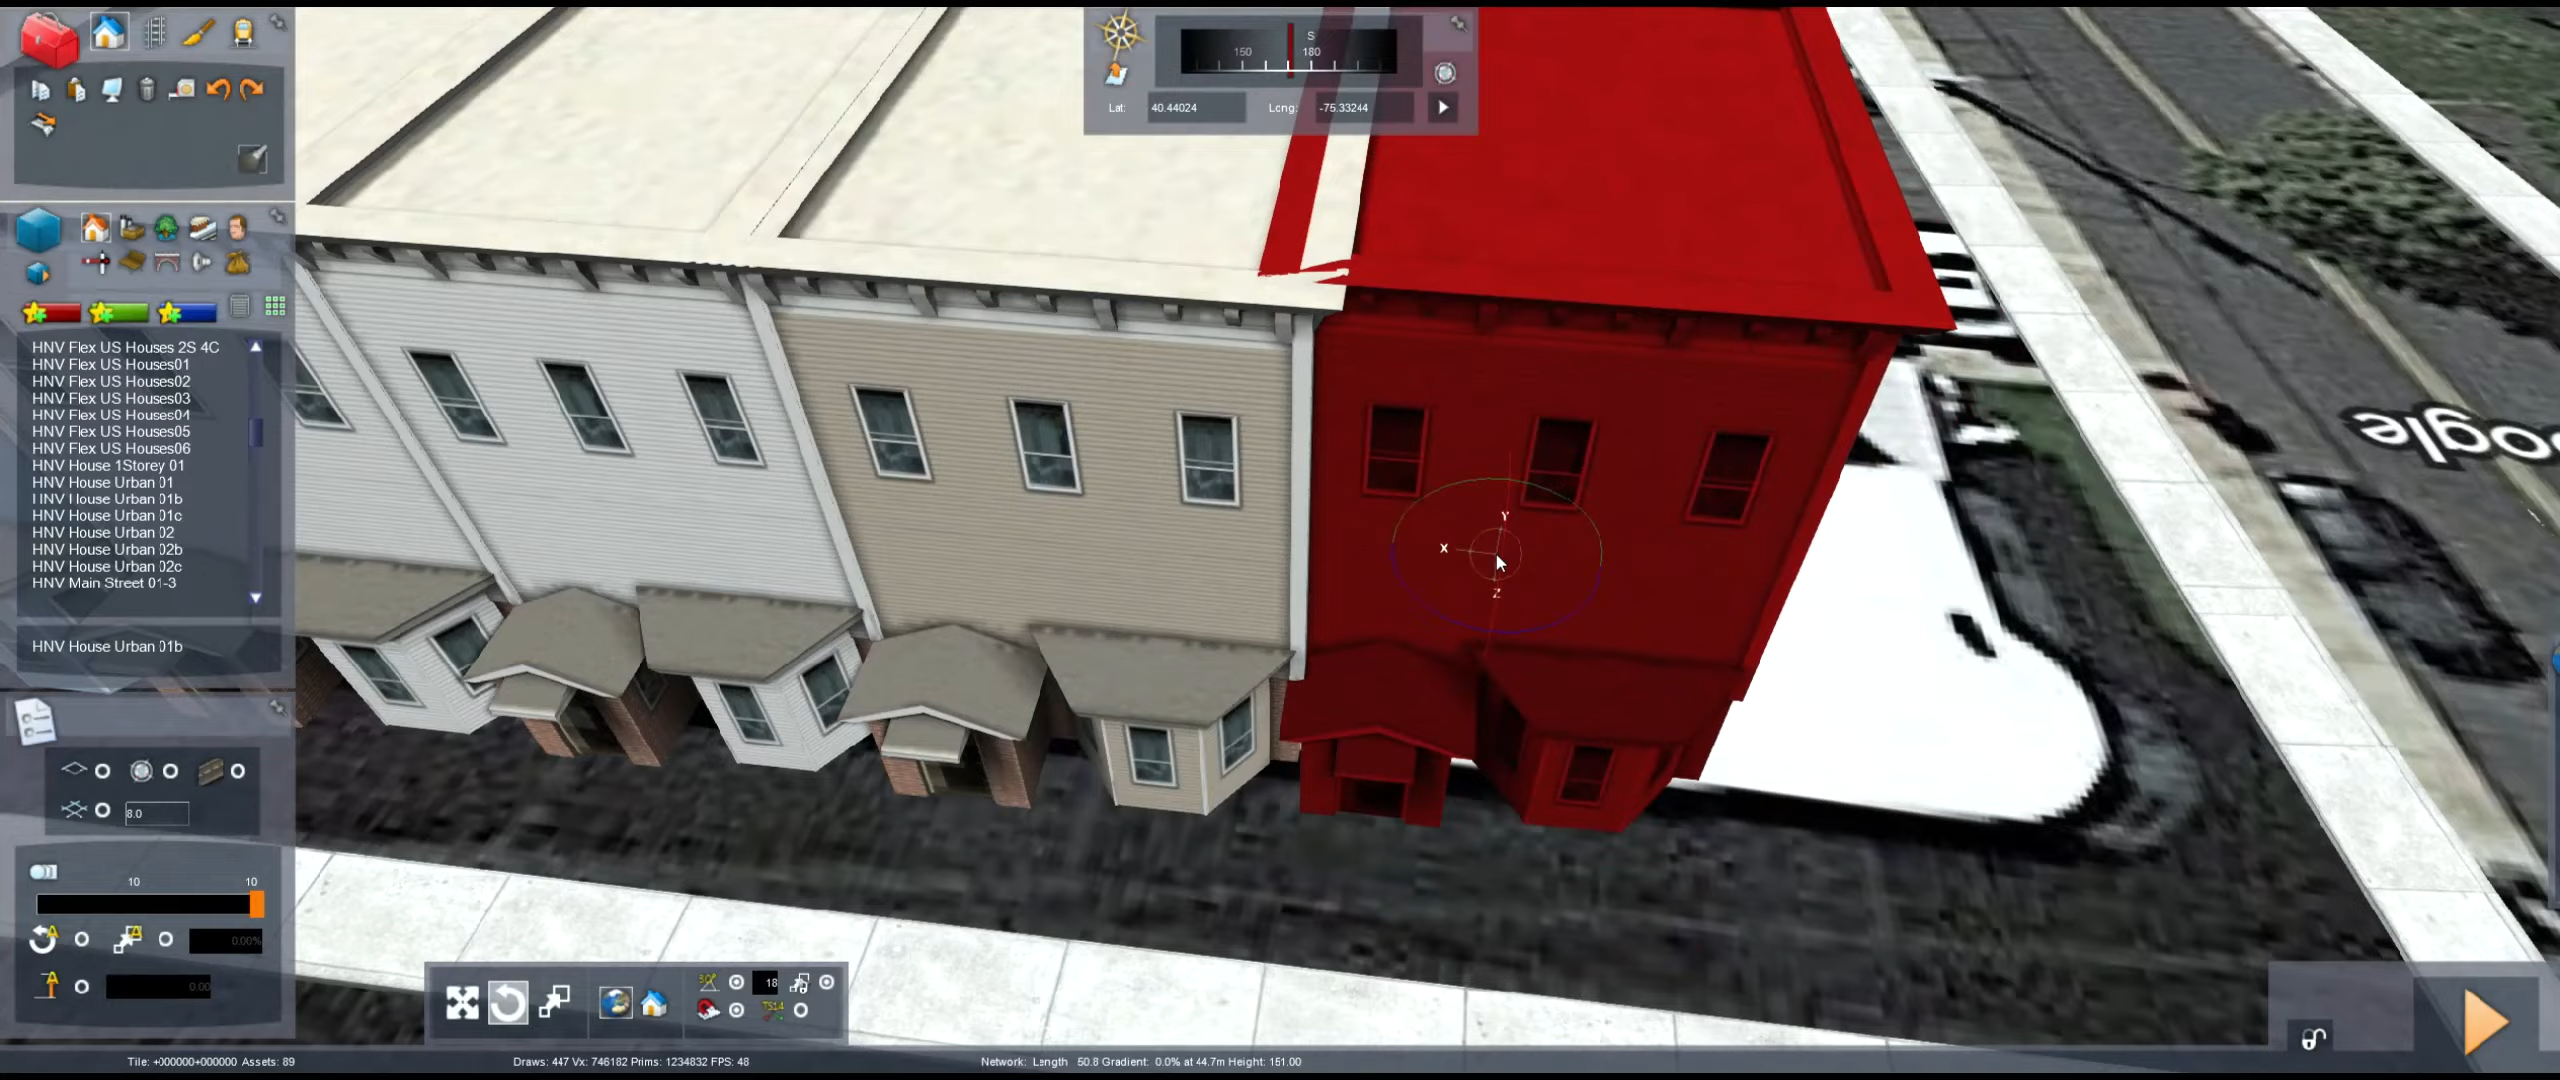 S
150 180
Lat: 40.44024 Long: -75.33244
HNV Flex US Houses 2S 4C
HNV Flex US Houses01
HNV Flex US Houses02
HNV Flex US Houses03
HNV Flex US Houses04
HNV Flex US Houses05
HNV Flex US Houses06
HNV House 1Storey 01
HNV House Urban 01
HNV House Urban 01b
HNV House Urban 01c
HNV House Urban 02
HNV House Urban 02b
HNV House Urban 02c
HNV Main Street 01-3
HNV House Urban 01b
oogle
Y
X
Z
8.0
10 10
0.00%
0.00
30°
18
TS14
Tile: +000000+000000 Assets: 89
Draws: 447 Vx: 746182 Prims: 1234832 FPS: 48
Network: Length 50.8 Gradient: 0.0% at 44.7m Height: 151.00